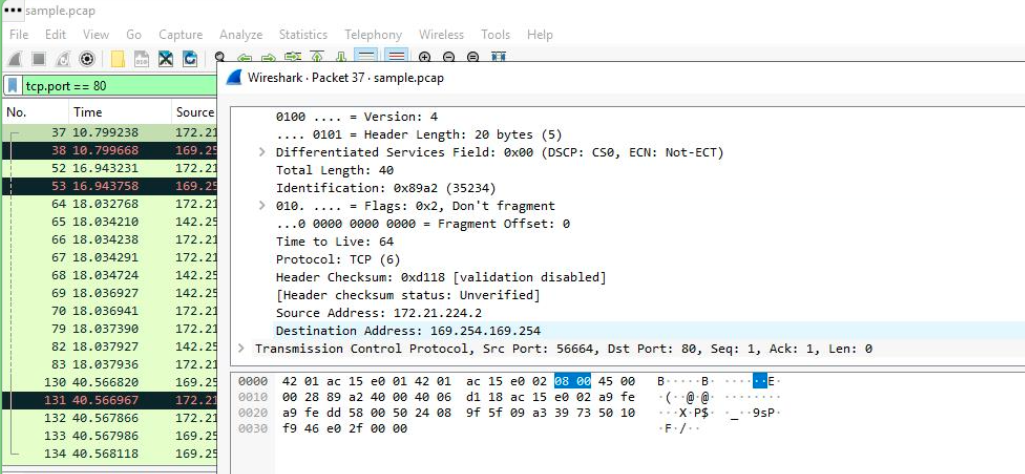 sample.pcap
File Edit View Go Capture Analyze Statistics Telephony Wireless Tools Help
tcp.port == 80
Wireshark · Packet 37 · sample.pcap
No. Time Source
37 10.799238 172.21
38 10.799668 169.25
52 16.943231 172.21
53 16.943758 169.25
64 18.032768 172.21
65 18.034210 142.25
66 18.034238 172.21
67 18.034291 172.21
68 18.034724 142.25
69 18.036927 142.25
70 18.036941 172.21
79 18.037390 172.21
82 18.037927 142.25
83 18.037936 172.21
130 40.566820 169.25
131 40.566967 172.21
132 40.567866 172.21
133 40.567986 169.25
134 40.568118 169.25
0100 .... = Version: 4
.... 0101 = Header Length: 20 bytes (5)
Differentiated Services Field: 0x00 (DSCP: CS0, ECN: Not-ECT)
Total Length: 40
Identification: 0x89a2 (35234)
010. .... = Flags: 0x2, Don't fragment
...0 0000 0000 0000 = Fragment Offset: 0
Time to Live: 64
Protocol: TCP (6)
Header Checksum: 0xd118 [validation disabled]
[Header checksum status: Unverified]
Source Address: 172.21.224.2
Destination Address: 169.254.169.254
Transmission Control Protocol, Src Port: 56664, Dst Port: 80, Seq: 1, Ack: 1, Len: 0
0000 42 01 ac 15 e0 01 42 01 ac 15 e0 02 08 00 45 00 B·····B· ······E·
0010 00 28 89 a2 40 00 40 06 d1 18 ac 15 e0 02 a9 fe ·(··@·@· ········
0020 a9 fe dd 58 00 50 24 08 9f 5f 09 a3 39 73 50 10 ···X·P$· ·_··9sP·
0030 f9 46 e0 2f 00 00 ·F·/··